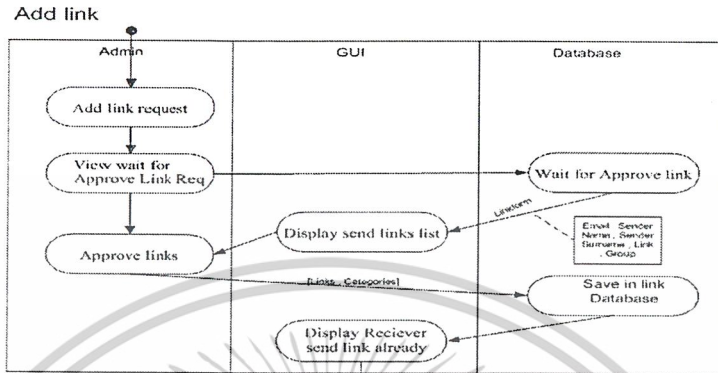 Add link
Admin
GUI
Database
Add link request
View wait for
Approve Link Req
Wait for Approve link
Linkform
Email, Sender
Name, Sender
Surname, Link
, Group
Display send links list
Approve links
[Links, Categories]
Save in link
Database
Display Reciever
send link already